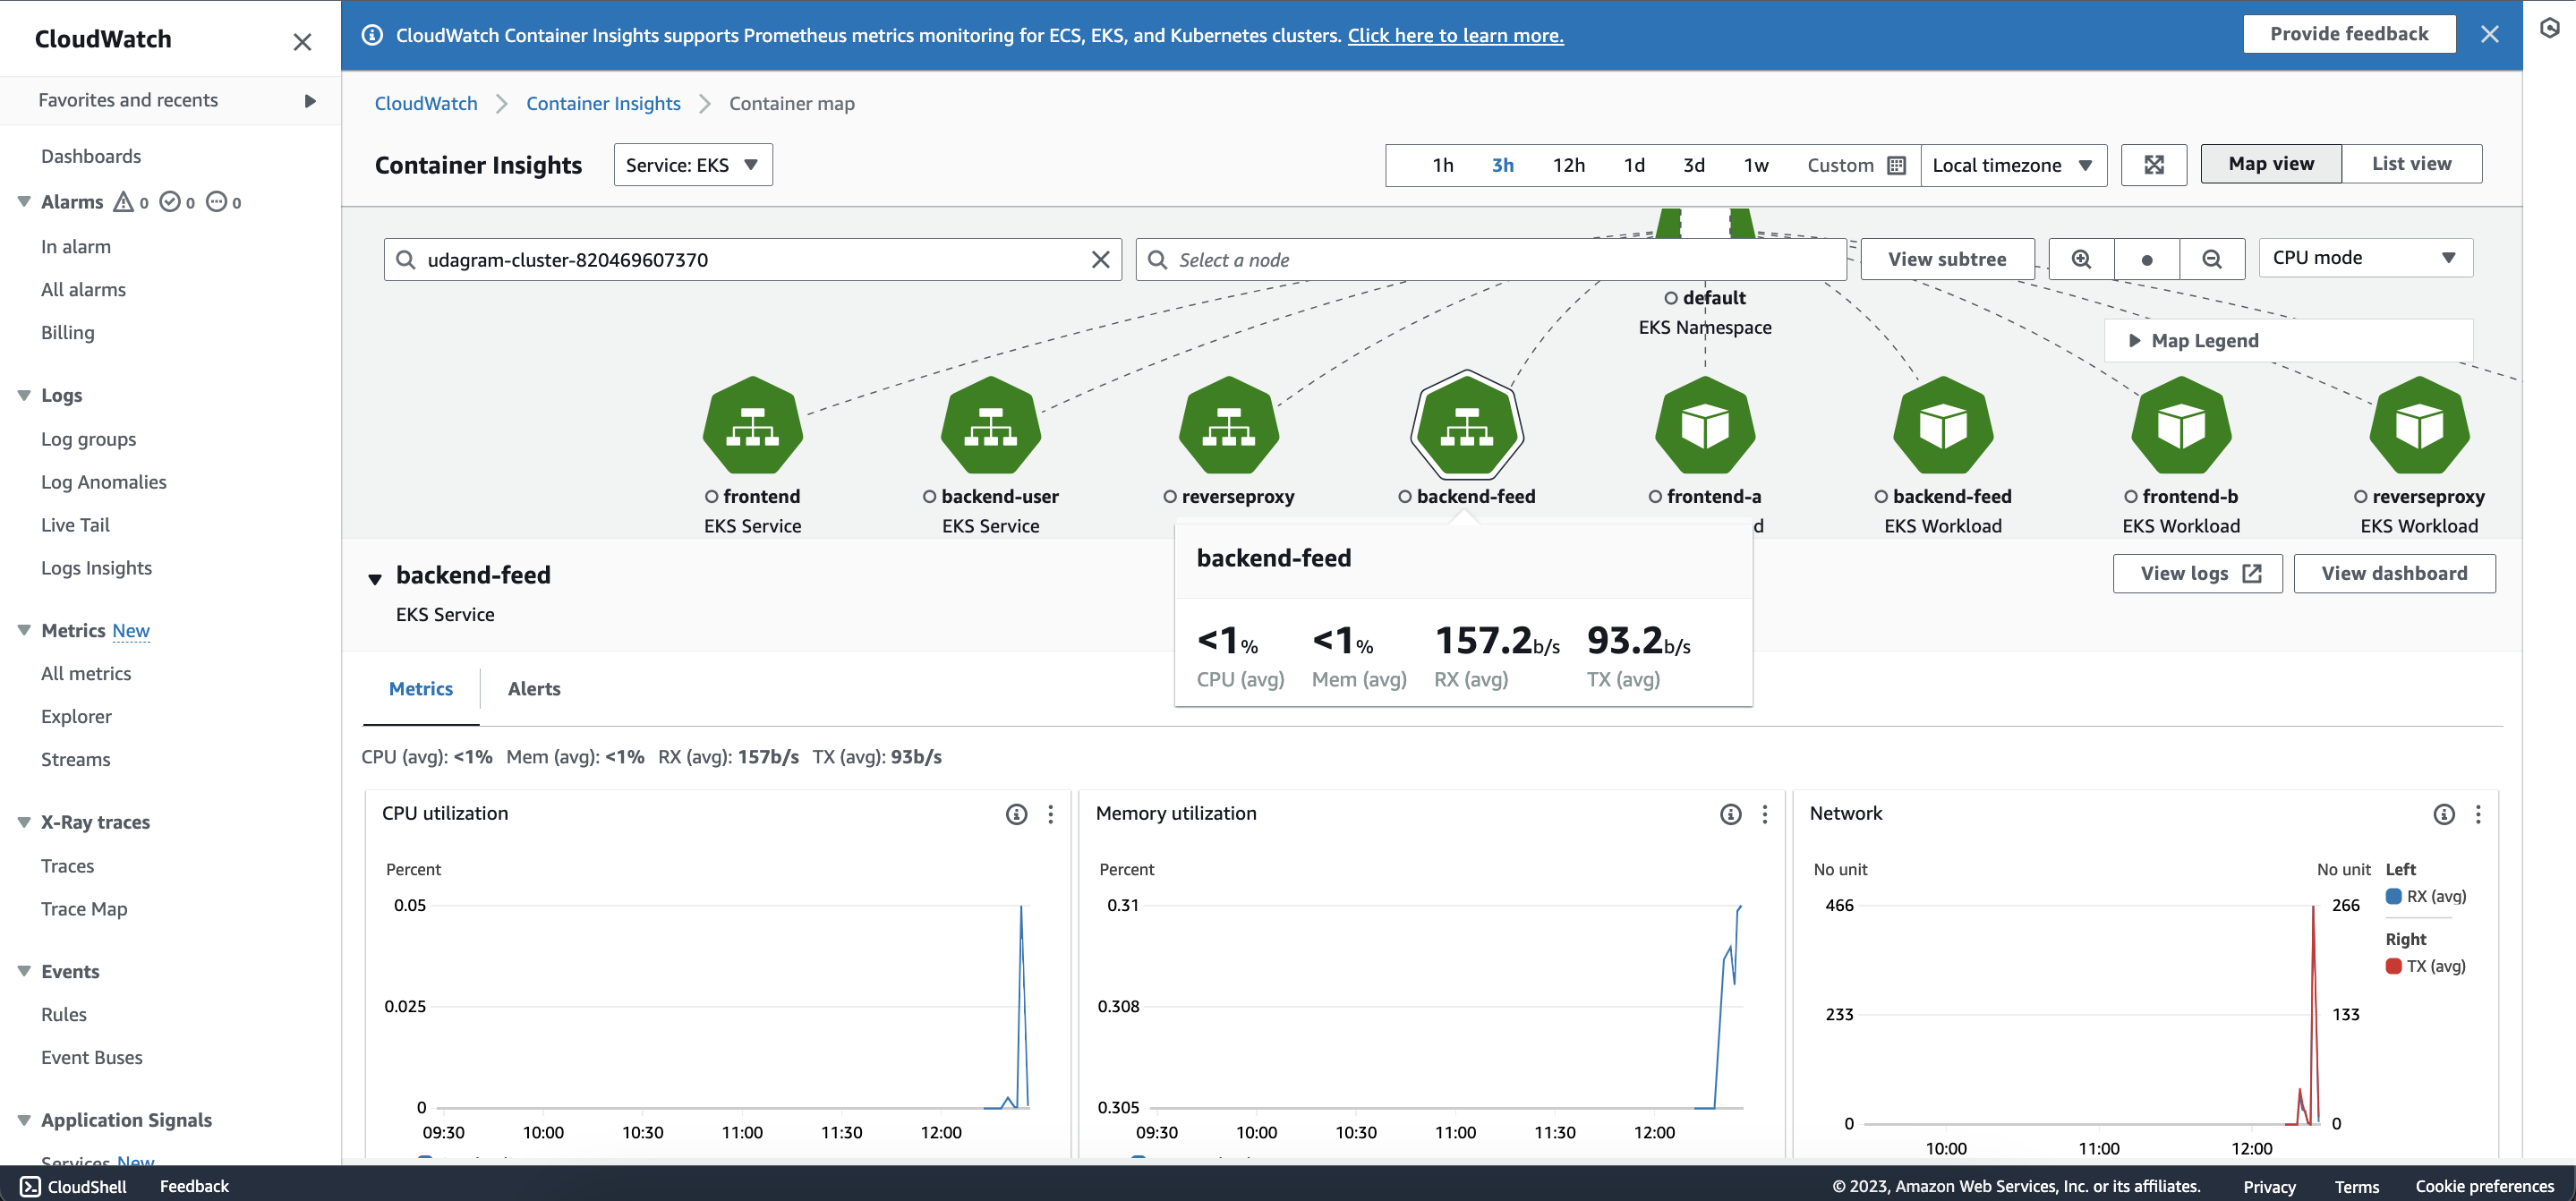 CloudWatch
Favorites and recents
Dashboards
Alarms 0 0 0
In alarm
All alarms
Billing
Logs
Log groups
Log Anomalies
Live Tail
Logs Insights
Metrics New
All metrics
Explorer
Streams
X-Ray traces
Traces
Trace Map
Events
Rules
Event Buses
Application Signals
Services New
CloudWatch Container Insights supports Prometheus metrics monitoring for ECS, EKS, and Kubernetes clusters. Click here to learn more.
Provide feedback
CloudWatch Container Insights Container map
Container Insights Service: EKS
1h 3h 12h 1d 3d 1w Custom Local timezone Map view List view
udagram-cluster-820469607370 Select a node View subtree CPU mode
default
EKS Namespace
Map Legend
frontend backend-user reverseproxy backend-feed frontend-a backend-feed frontend-b reverseproxy
EKS Service EKS Service d EKS Workload EKS Workload EKS Workload
backend-feed
<1% <1% 157.2b/s 93.2b/s
CPU (avg) Mem (avg) RX (avg) TX (avg)
backend-feed
EKS Service
View logs View dashboard
Metrics Alerts
CPU (avg): <1% Mem (avg): <1% RX (avg): 157b/s TX (avg): 93b/s
CPU utilization
Percent
0.05
0.025
0
09:30 10:00 10:30 11:00 11:30 12:00
Memory utilization
Percent
0.31
0.308
0.305
09:30 10:00 10:30 11:00 11:30 12:00
Network
No unit No unit
466 266
233 133
0 0
10:00 11:00 12:00
Left
RX (avg)
Right
TX (avg)
CloudShell Feedback © 2023, Amazon Web Services, Inc. or its affiliates. Privacy Terms Cookie preferences